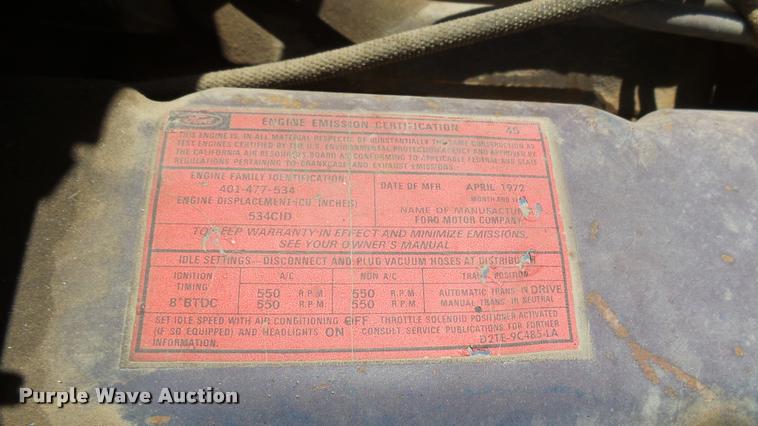 Ford
ENGINE EMISSION CERTIFICATION 45
THIS ENGINE IS, IN ALL MATERIAL RESPECTS OF SUBSTANTIALLY THE SAME CONSTRUCTION AS
TEST ENGINES CERTIFIED BY THE U.S. ENVIRONMENTAL PROTECTION AGENCY AND APPROVED BY
THE CALIFORNIA AIR RESOURCES BOARD AS CONFORMING TO APPLICABLE FEDERAL AND STATE
REGULATIONS PERTAINING TO CRANKCASE AND EXHAUST EMISSIONS.
ENGINE FAMILY IDENTIFICATION
401-477-534
ENGINE DISPLACEMENT (CU. INCHES)
534CID
DATE OF MFR. APRIL 1972
MONTH AND
NAME OF MANUFACTUR
FORD MOTOR COMPANY
TO KEEP WARRANTY IN EFFECT AND MINIMIZE EMISSIONS,
SEE YOUR OWNER'S MANUAL
IDLE SETTINGS - DISCONNECT AND PLUG VACUUM HOSES AT DISTRIBUTOR
IGNITION TIMING A/C NON A/C TRANS POSITION
8°BTDC 550 R.P.M. 550 R.P.M. AUTOMATIC TRANS IN DRIVE
550 R.P.M. 550 R.P.M. MANUAL TRANS IN NEUTRAL
SET IDLE SPEED WITH AIR CONDITIONING OFF - THROTTLE SOLENOID POSITIONER ACTIVATED
(IF SO EQUIPPED) AND HEADLIGHTS ON CONSULT SERVICE PUBLICATIONS FOR FURTHER
INFORMATION. D2TE-9C485-LA
Purple Wave Auction